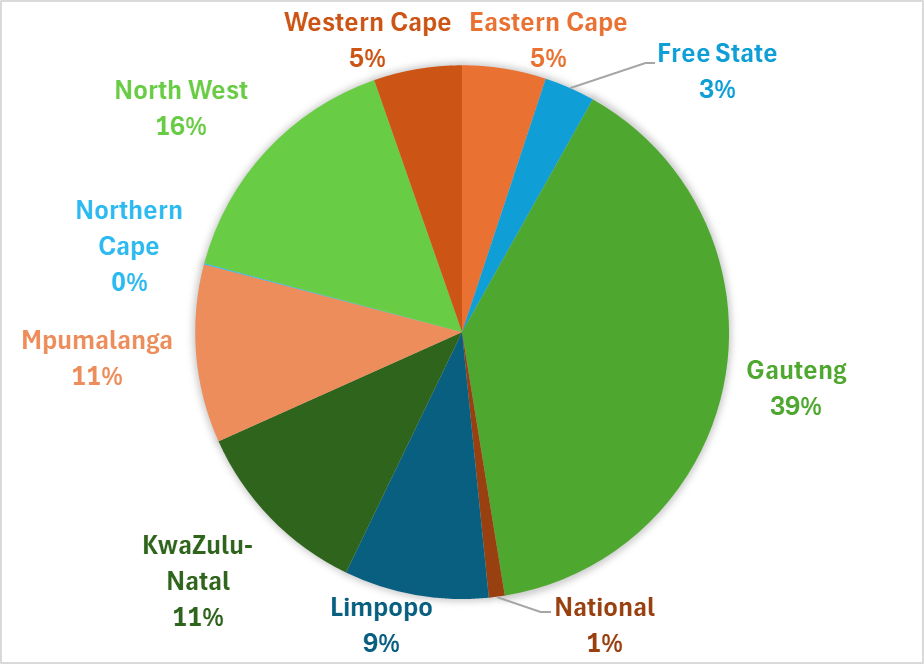 Western Cape
5%
Eastern Cape
5%
Free State
3%
Gauteng
39%
National
1%
Limpopo
9%
KwaZulu-
Natal
11%
Mpumalanga
11%
Northern
Cape
0%
North West
16%